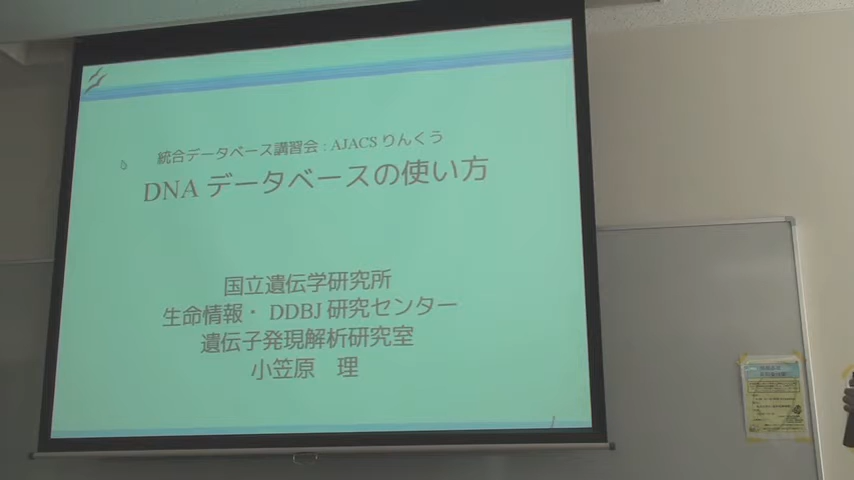 統合データベース講習会 : AJACS りんくう
DNA データベースの使い方
国立遺伝学研究所
生命情報・ DDBJ 研究センター
遺伝子発現解析研究室
小笠原 理